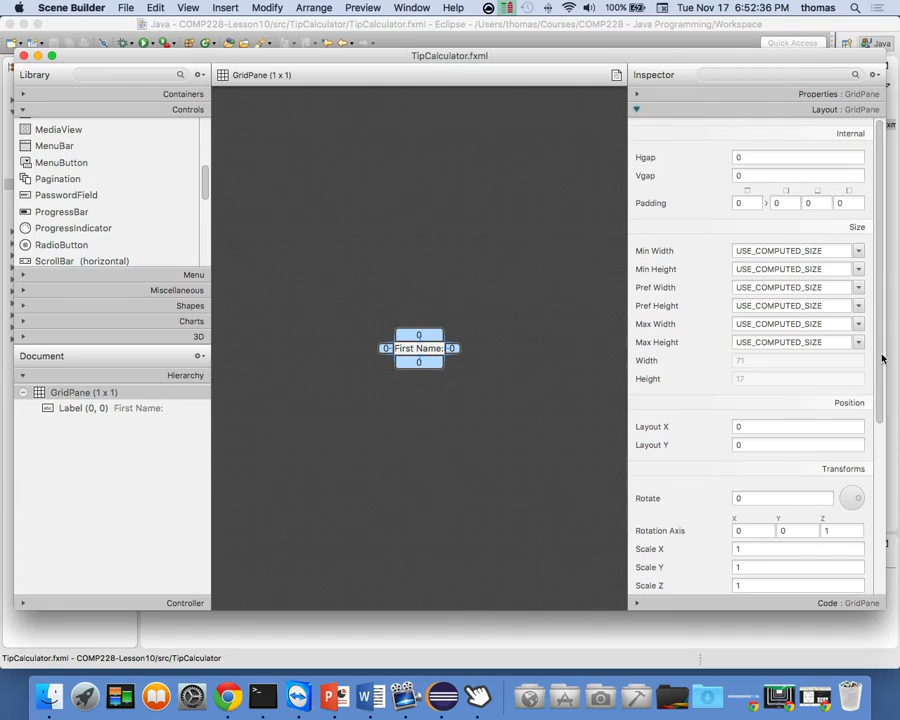 Scene Builder File Edit View Insert Modify Arrange Preview Window Help 100% Tue Nov 17 6:52:36 PM thomas
Java - COMP228-Lesson10/src/TipCalculator/TipCalculator.fxml - Eclipse - /Users/thomas/Courses/COMP228 - Java Programming/Workspace
Quick Access Java
TipCalculator.fxml
Library
GridPane (1 x 1)
Inspector
Containers
Properties : GridPane
Controls
Layout : GridPane
MediaView
MenuBar
MenuButton
Pagination
PasswordField
ProgressBar
ProgressIndicator
RadioButton
ScrollBar (horizontal)
Menu
Miscellaneous
Shapes
Charts
3D
Document
Hierarchy
GridPane (1 x 1)
Label (0, 0) First Name:
Controller
0
0 First Name: 0
0
Internal
Hgap 0
Vgap 0
Padding 0 0 0 0
Size
Min Width USE_COMPUTED_SIZE
Min Height USE_COMPUTED_SIZE
Pref Width USE_COMPUTED_SIZE
Pref Height USE_COMPUTED_SIZE
Max Width USE_COMPUTED_SIZE
Max Height USE_COMPUTED_SIZE
Width 71
Height 17
Position
Layout X 0
Layout Y 0
Transforms
Rotate 0
X Y Z
Rotation Axis 0 0 1
Scale X 1
Scale Y 1
Scale Z 1
Code : GridPane
TipCalculator.fxml - COMP228-Lesson10/src/TipCalculator